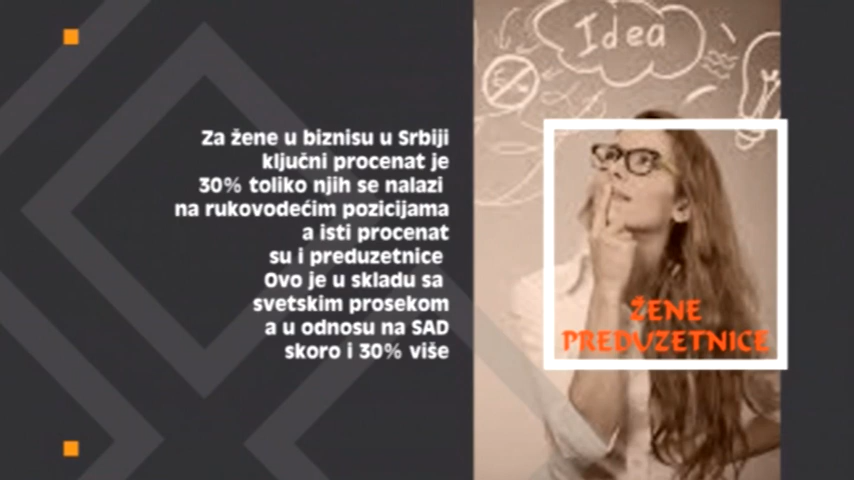 Idea
Za žene u biznisu u Srbiji
ključni procenat je
30% toliko njih se nalazi
na rukovodećim pozicijama
a isti procenat
su i preduzetnice
Ovo je u skladu sa
svetskim prosekom
a u odnosu na SAD
skoro i 30% više
ŽENE
PREDUZETNICE